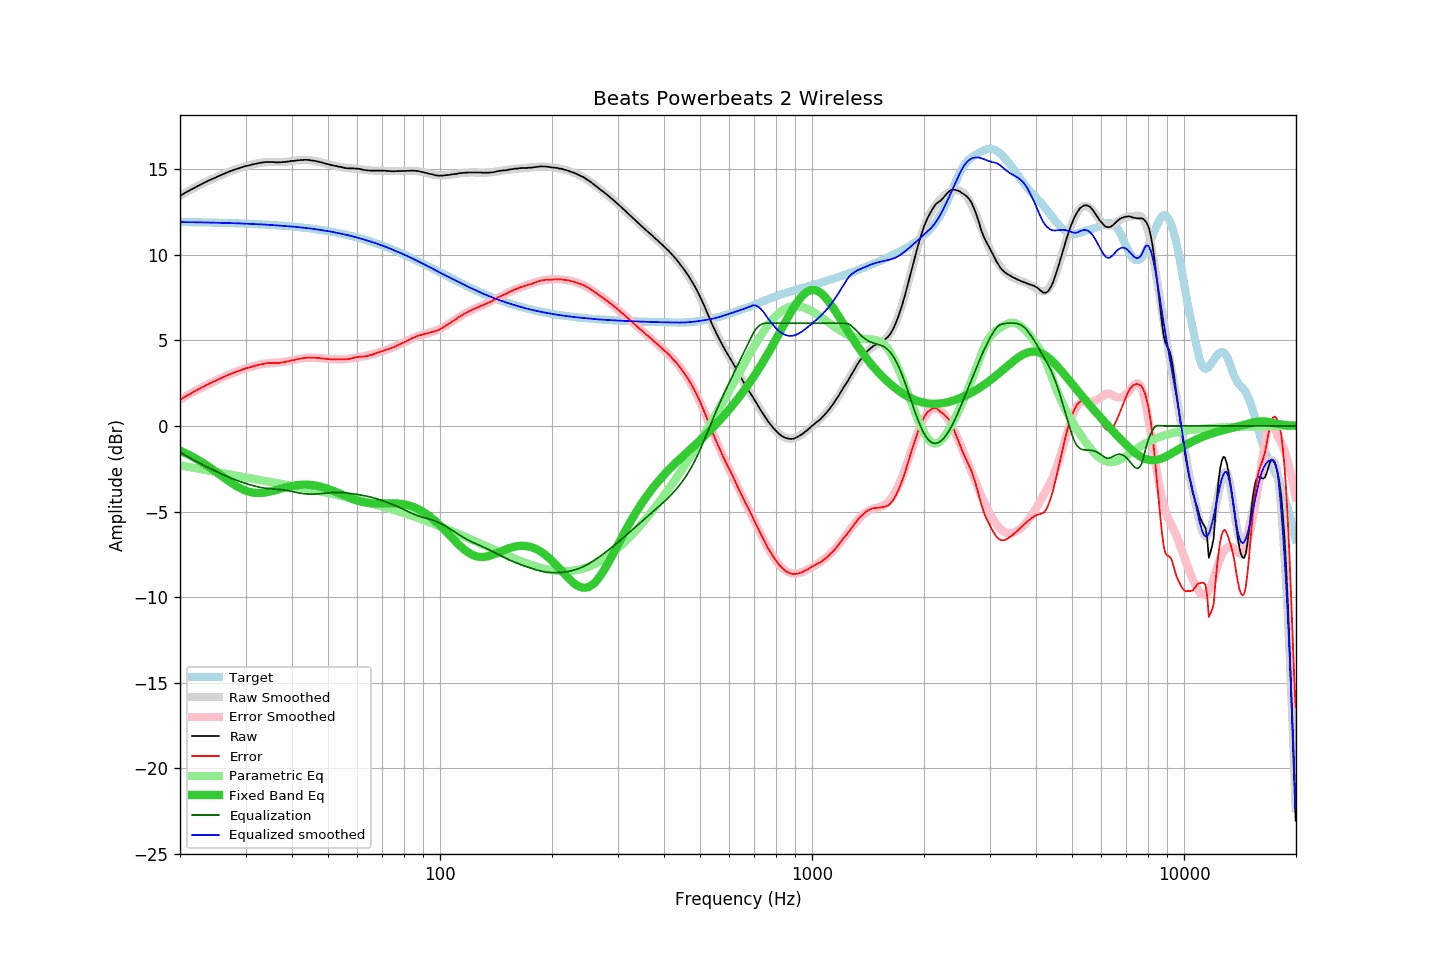 Beats Powerbeats 2 Wireless
Amplitude (dBr)
15
10
5
0
−5
−10
−15
−20
−25
Target
Raw Smoothed
Error Smoothed
Raw
Error
Parametric Eq
Fixed Band Eq
Equalization
Equalized smoothed
100 1000 10000
Frequency (Hz)